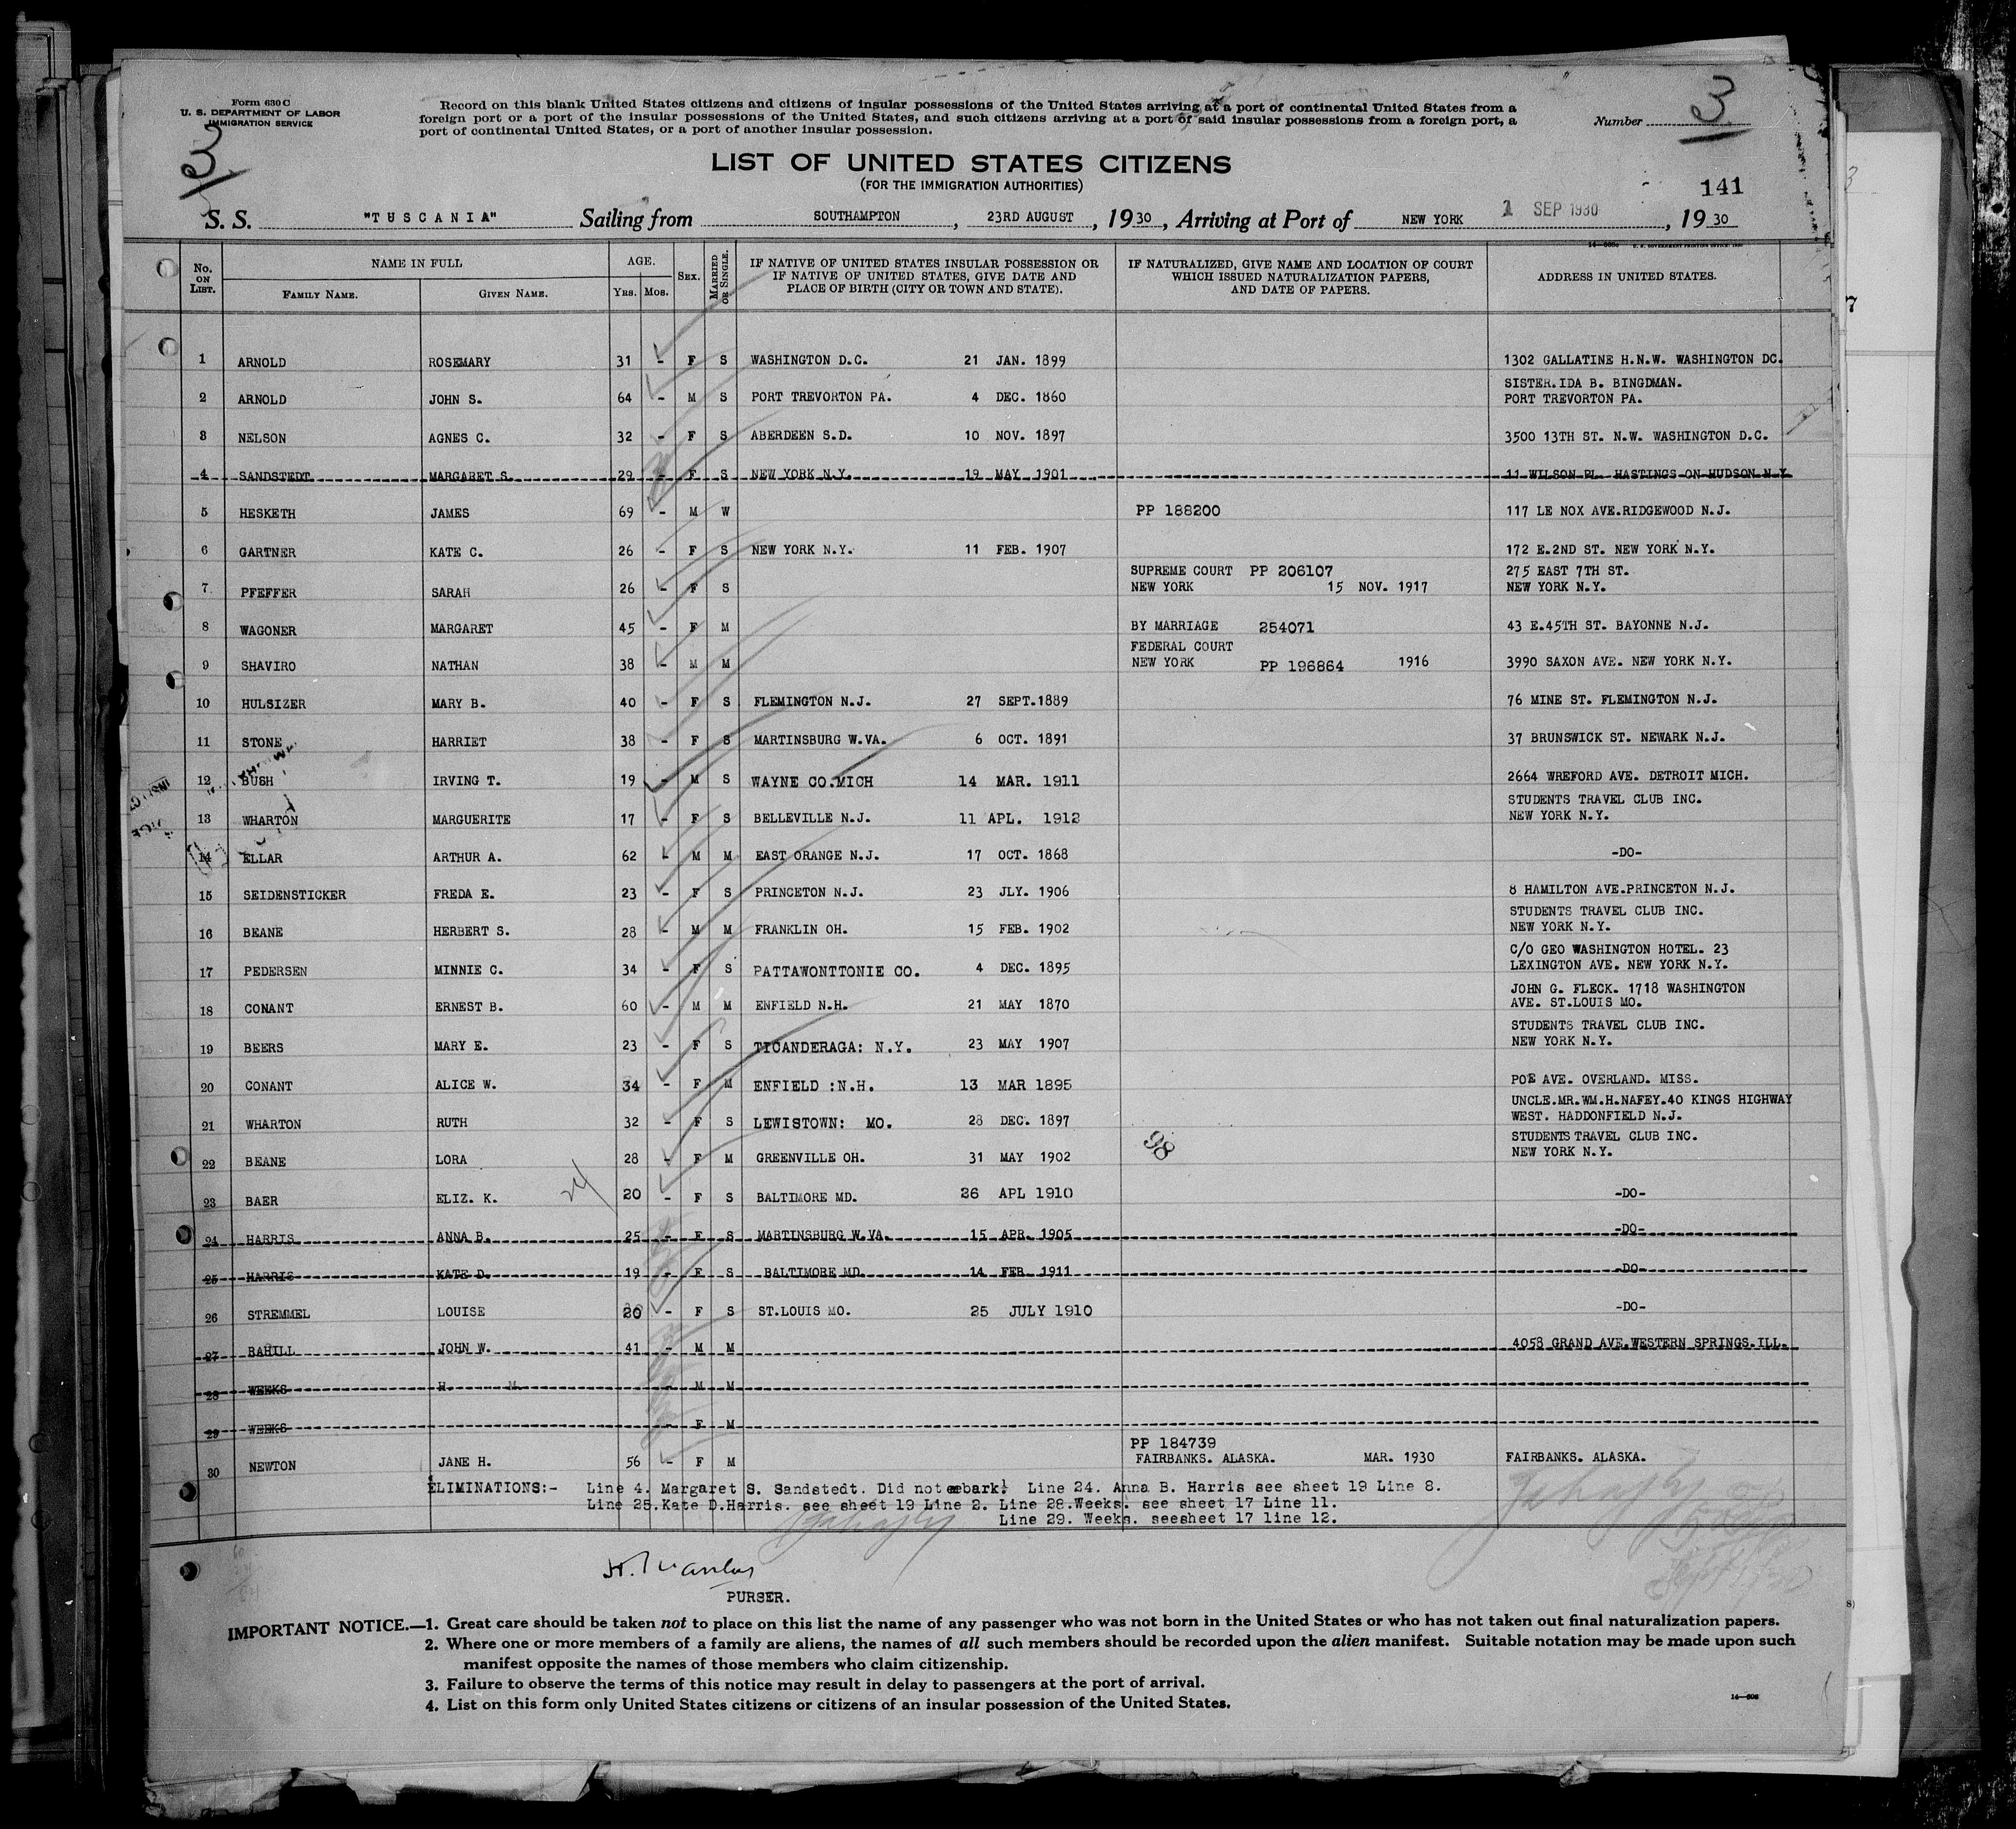 Form 630 C
U. S. DEPARTMENT OF LABOR
IMMIGRATION SERVICE
Record on this blank United States citizens and citizens of insular possessions of the United States arriving at a port of continental United States from a
foreign port or a port of the insular possessions of the United States, and such citizens arriving at a port of said insular possessions from a foreign port, a
port of continental United States, or a port of another insular possession.
Number 3
3
LIST OF UNITED STATES CITIZENS
(FOR THE IMMIGRATION AUTHORITIES)
141
S. S. "TUSCANIA" Sailing from SOUTHAMPTON, 23RD AUGUST, 1930, Arriving at Port of NEW YORK 1 SEP 1930, 1930
No. ON LIST. NAME IN FULL AGE. SEX. MARRIED OR SINGLE. IF NATIVE OF UNITED STATES INSULAR POSSESSION OR IF NATIVE OF UNITED STATES, GIVE DATE AND PLACE OF BIRTH (CITY OR TOWN AND STATE). IF NATURALIZED, GIVE NAME AND LOCATION OF COURT WHICH ISSUED NATURALIZATION PAPERS, AND DATE OF PAPERS. ADDRESS IN UNITED STATES.
FAMILY NAME. GIVEN NAME. YRS. MOS.
1 ARNOLD ROSEMARY 31 - F S WASHINGTON D.C. 21 JAN. 1899 1302 GALLATINE H.N.W. WASHINGTON DC.
SISTER.IDA B. BINGDMAN.
2 ARNOLD JOHN S. 64 - M S PORT TREVORTON PA. 4 DEC. 1860 PORT TREVORTON PA.
3 NELSON AGNES C. 32 - F S ABERDEEN S.D. 10 NOV. 1897 3500 13TH ST. N.W. WASHINGTON D.C.
4 SANDSTEDT MARGARET S. 29 - F S NEW YORK N.Y. 19 MAY 1901 11 WILSON PL. HASTINGS-ON-HUDSON N.Y.
5 HESKETH JAMES 69 - M W PP 188200 117 LE NOX AVE.RIDGEWOOD N.J.
6 GARTNER KATE C. 26 - F S NEW YORK N.Y. 11 FEB. 1907 172 E.2ND ST. NEW YORK N.Y.
SUPREME COURT PP 206107 275 EAST 7TH ST.
7 PFEFFER SARAH 26 - F S NEW YORK 15 NOV. 1917 NEW YORK N.Y.
8 WAGONER MARGARET 45 - F M BY MARRIAGE 254071 43 E.45TH ST. BAYONNE N.J.
FEDERAL COURT
9 SHAVIRO NATHAN 38 - M M NEW YORK PP 196864 1916 3990 SAXON AVE. NEW YORK N.Y.
10 HULSIZER MARY B. 40 - F S FLEMINGTON N.J. 27 SEPT.1889 76 MINE ST. FLEMINGTON N.J.
11 STONE HARRIET 38 - F S MARTINSBURG W.VA. 6 OCT. 1891 37 BRUNSWICK ST. NEWARK N.J.
12 BUSH IRVING T. 19 - M S WAYNE CO.MICH 14 MAR. 1911 2664 WREFORD AVE. DETROIT MICH.
STUDENTS TRAVEL CLUB INC.
13 WHARTON MARGUERITE 17 - F S BELLEVILLE N.J. 11 APL. 1912 NEW YORK N.Y.
14 ELLAR ARTHUR A. 62 - M M EAST ORANGE N.J. 17 OCT. 1868 -DO-
15 SEIDENSTICKER FREDA E. 23 - F S PRINCETON N.J. 23 JLY. 1906 8 HAMILTON AVE.PRINCETON N.J.
STUDENTS TRAVEL CLUB INC.
16 BEANE HERBERT S. 28 - M M FRANKLIN OH. 15 FEB. 1902 NEW YORK N.Y.
C/O GEO WASHINGTON HOTEL. 23
17 PEDERSEN MINNIE C. 34 - F S PATTAWONTTONIE CO. 4 DEC. 1895 LEXINGTON AVE. NEW YORK N.Y.
JOHN G. FLECK. 1718 WASHINGTON
18 CONANT ERNEST B. 60 - M M ENFIELD N.H. 21 MAY 1870 AVE. ST.LOUIS MO.
STUDENTS TRAVEL CLUB INC.
19 BEERS MARY E. 23 - F S TICANDERAGA: N.Y. 23 MAY 1907 NEW YORK N.Y.
20 CONANT ALICE W. 34 - F M ENFIELD :N.H. 13 MAR 1895 POE AVE. OVERLAND. MISS.
UNCLE.MR.WM.H.NAFEY.40 KINGS HIGHWAY
21 WHARTON RUTH 32 - F S LEWISTOWN: MO. 28 DEC. 1897 WEST. HADDONFIELD N.J.
98 STUDENTS TRAVEL CLUB INC.
22 BEANE LORA 28 - F M GREENVILLE OH. 31 MAY 1902 NEW YORK N.Y.
23 BAER ELIZ. K. 20 - F S BALTIMORE MD. 26 APL 1910 -DO-
24 HARRIS ANNA B. 25 - F S MARTINSBURG W.VA. 15 APR. 1905 -DO-
25 HARRIS KATE D. 19 - F S BALTIMORE MD. 14 FEB 1911 -DO-
26 STREMMEL LOUISE 20 - F S ST.LOUIS MO. 25 JULY 1910 -DO-
27 RAHILL JOHN W. 41 - M M 4058 GRAND AVE.WESTERN SPRINGS.ILL.
28 WEEKS H. M. - M M
29 WEEKS - F M
PP 184739
30 NEWTON JANE H. 56 - F M FAIRBANKS. ALASKA. MAR. 1930 FAIRBANKS. ALASKA.
ELIMINATIONS:- Line 4. Margaret S. Sandstedt. Did not embark. Line 24. Anna B. Harris see sheet 19 Line 8.
Line 25.Kate D.Harris. see sheet 19 Line 2. Line 28.Weeks. see sheet 17 Line 11.
Line 29. Weeks. seesheet 17 line 12.
PURSER.
IMPORTANT NOTICE.—1. Great care should be taken not to place on this list the name of any passenger who was not born in the United States or who has not taken out final naturalization papers.
2. Where one or more members of a family are aliens, the names of all such members should be recorded upon the alien manifest. Suitable notation may be made upon such
manifest opposite the names of those members who claim citizenship.
3. Failure to observe the terms of this notice may result in delay to passengers at the port of arrival.
4. List on this form only United States citizens or citizens of an insular possession of the United States.